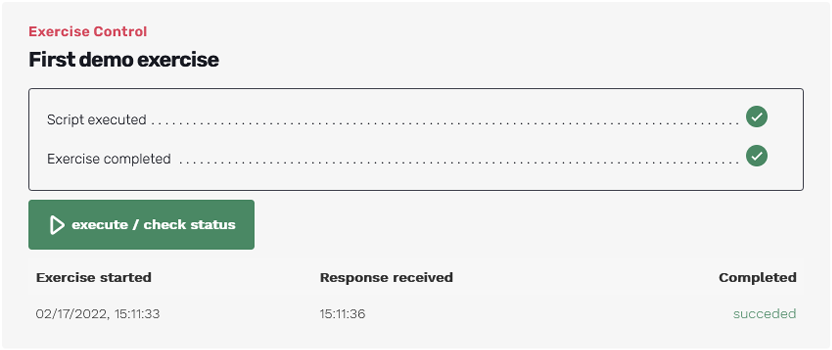 Exercise Control
First demo exercise
Script executed
Exercise completed
execute / check status
Exercise started Response received Completed
02/17/2022, 15:11:33 15:11:36 succeded